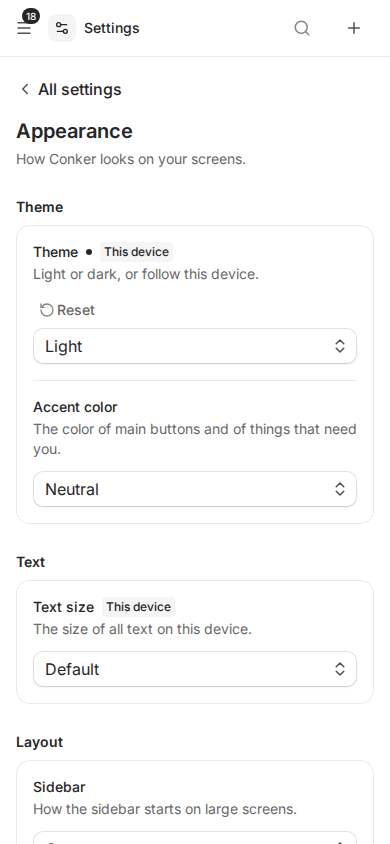 18
Settings
All settings
Appearance
How Conker looks on your screens.
Theme
Theme This device
Light or dark, or follow this device.
Reset
Light
Accent color
The color of main buttons and of things that need
you.
Neutral
Text
Text size This device
The size of all text on this device.
Default
Layout
Sidebar
How the sidebar starts on large screens.